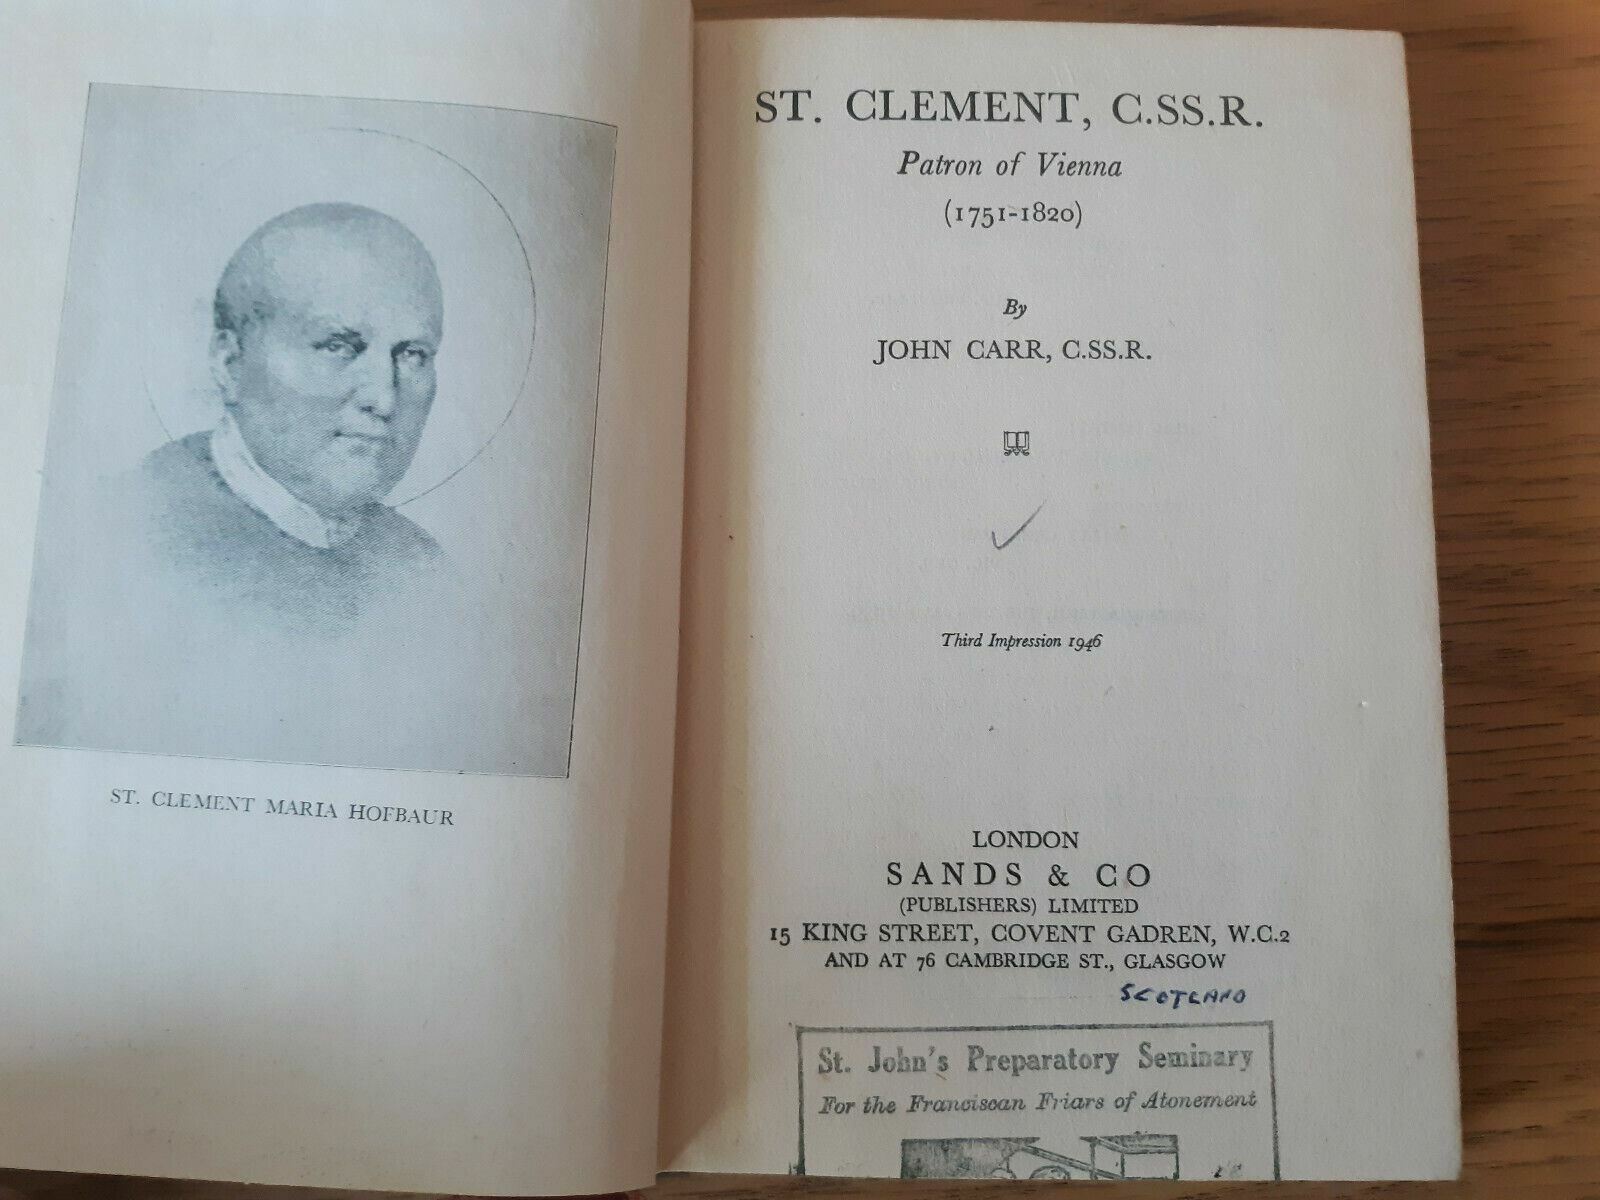 ST. CLEMENT MARIA HOFBAUR
ST. CLEMENT, C.SS.R.
Patron of Vienna
(1751-1820)
By
JOHN CARR, C.SS.R.
Third Impression 1946
LONDON
SANDS & CO
(PUBLISHERS) LIMITED
15 KING STREET, COVENT GADREN, W.C.2
AND AT 76 CAMBRIDGE ST., GLASGOW
SCOTLAND
St. John's Preparatory Seminary
For the Franciscan Friars of Atonement